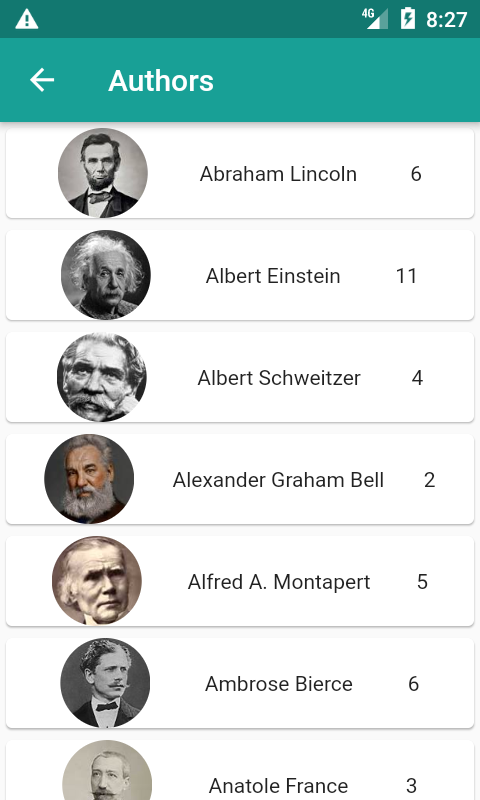 4G 8:27
Authors
Abraham Lincoln 6
Albert Einstein 11
Albert Schweitzer 4
Alexander Graham Bell 2
Alfred A. Montapert 5
Ambrose Bierce 6
Anatole France 3